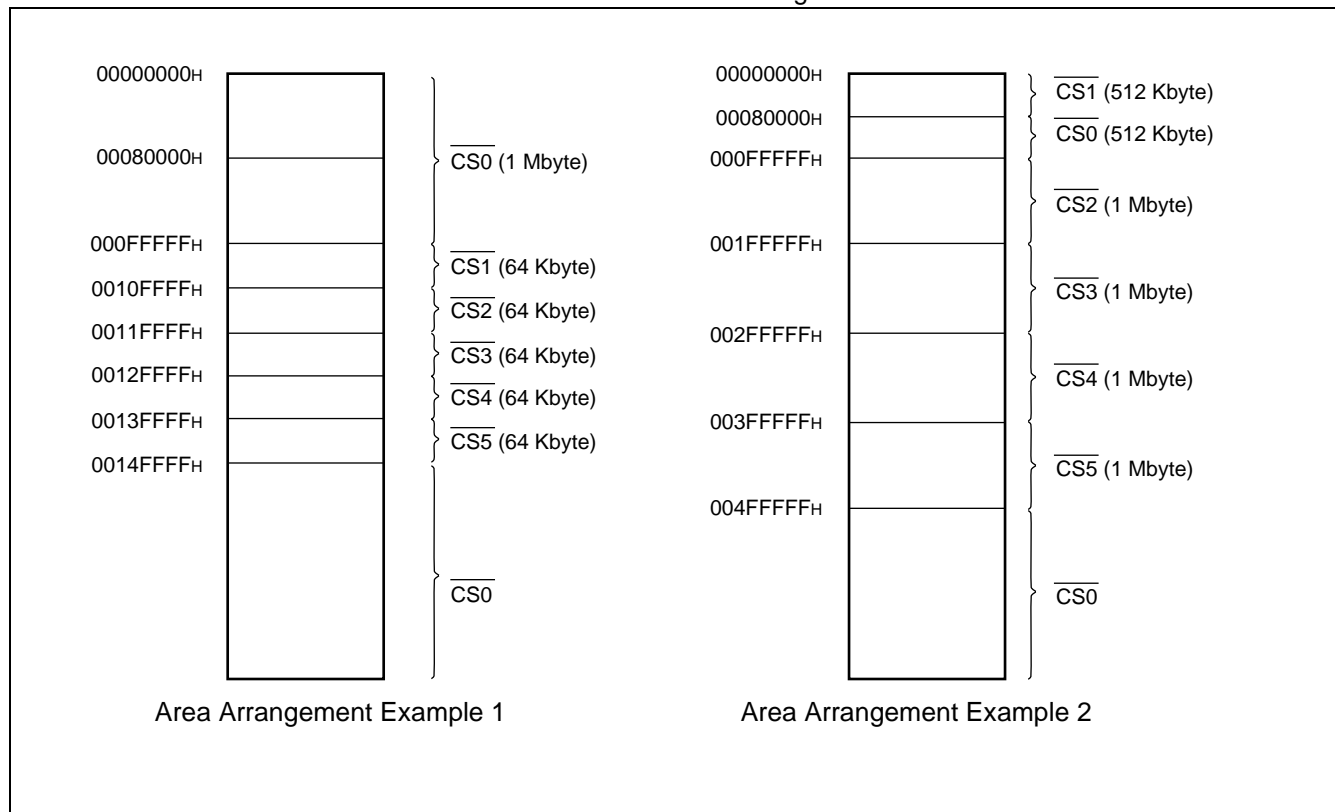 00000000H
00080000H
000FFFFFH
0010FFFFH
0011FFFFH
0012FFFFH
0013FFFFH
0014FFFFH
CS0 (1 Mbyte)
CS1 (64 Kbyte)
CS2 (64 Kbyte)
CS3 (64 Kbyte)
CS4 (64 Kbyte)
CS5 (64 Kbyte)
CS0
Area Arrangement Example 1
00000000H
00080000H
000FFFFFH
001FFFFFH
002FFFFFH
003FFFFFH
004FFFFFH
CS1 (512 Kbyte)
CS0 (512 Kbyte)
CS2 (1 Mbyte)
CS3 (1 Mbyte)
CS4 (1 Mbyte)
CS5 (1 Mbyte)
CS0
Area Arrangement Example 2